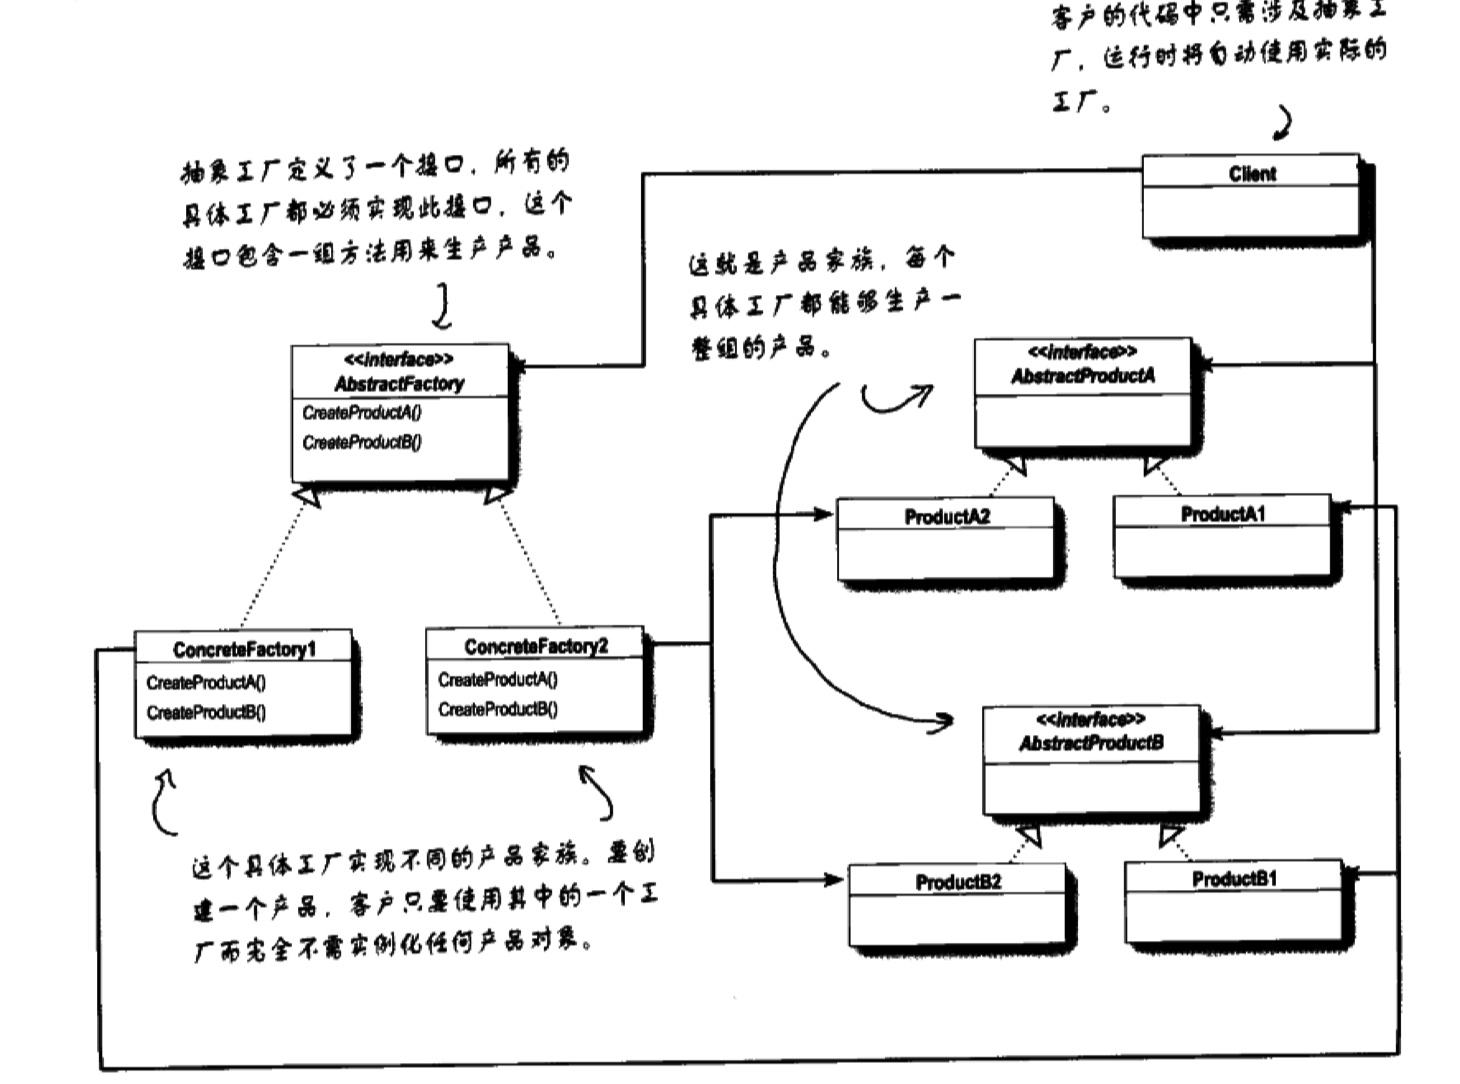 客户的代码中只需涉及抽象工
厂，运行时将自动使用实际的
工厂。
抽象工厂定义了一个接口，所有的
具体工厂都必须实现此接口，这个
接口包含一组方法用来生产产品。
Client
这就是产品家族，每个
具体工厂都能够生产一
整组的产品。
<<interface>>
AbstractFactory
CreateProductA()
CreateProductB()
<<interface>>
AbstractProductA
ProductA2
ProductA1
ConcreteFactory1
CreateProductA()
CreateProductB()
ConcreteFactory2
CreateProductA()
CreateProductB()
<<interface>>
AbstractProductB
ProductB2
ProductB1
这个具体工厂实现不同的产品家族。要创
建一个产品，客户只要使用其中的一个工
厂而完全不需实例化任何产品对象。